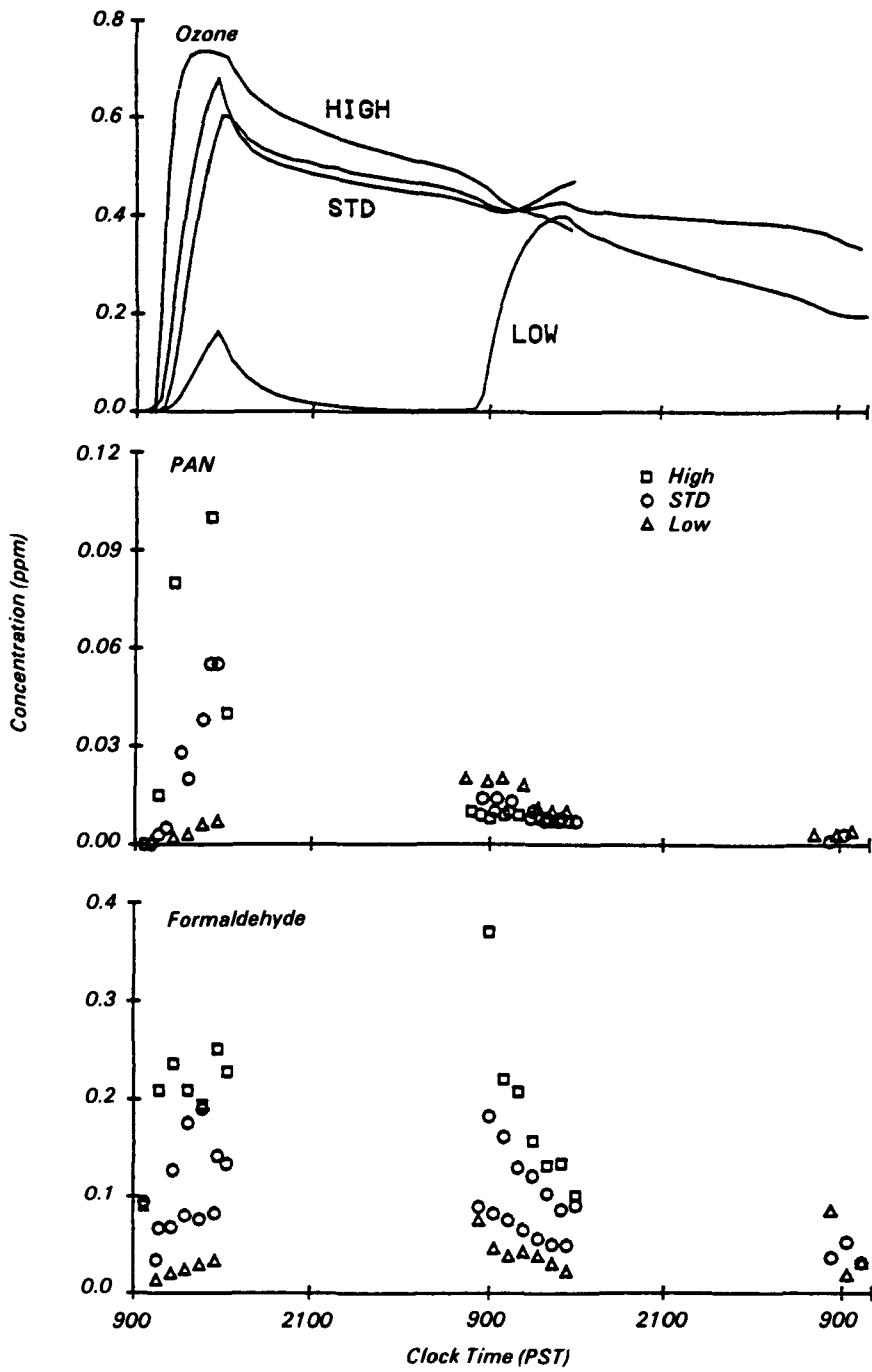 Ozone
0.8
0.6
0.4
0.2
0.0
HIGH
STD
LOW
PAN
0.12
0.09
0.06
0.03
0.00
High
STD
Low
Concentration (ppm)
Formaldehyde
0.4
0.3
0.2
0.1
0.0
900
2100
900
2100
900
Clock Time (PST)